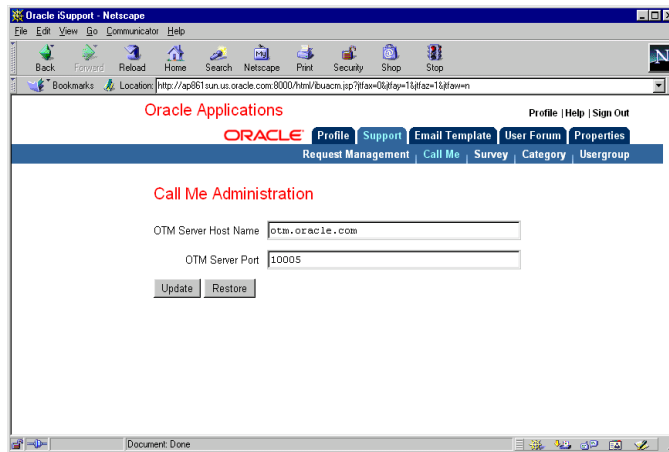 Oracle iSupport - Netscape
File Edit View Go Communicator Help
Back Forward Reload Home Search Netscape Print Security Shop Stop
N
Bookmarks Location: http://ap861sun.us.oracle.com:8000/html/ibuacm.jsp?jtfax=0&jtfay=1&jtfaz=1&jtfaw=n
Oracle Applications
Profile | Help | Sign Out
ORACLE Profile Support Email Template User Forum Properties
Request Management | Call Me | Survey | Category | Usergroup
Call Me Administration
OTM Server Host Name otm.oracle.com
OTM Server Port 10005
Update Restore
Document: Done